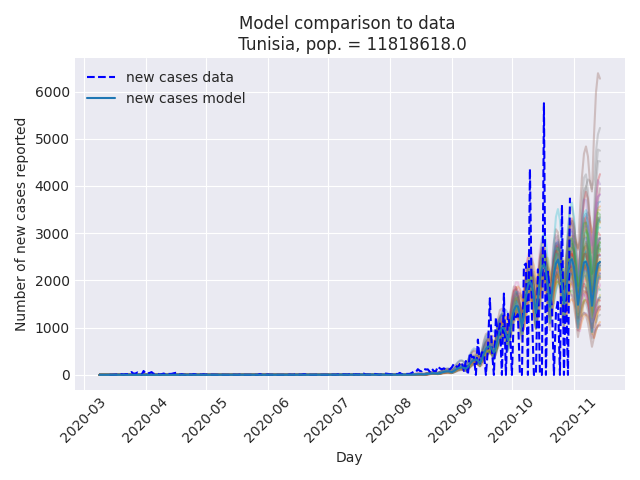 Model comparison to data
Tunisia, pop. = 11818618.0
new cases data
new cases model
Number of new cases reported
6000
5000
4000
3000
2000
1000
0
2020-03
2020-04
2020-05
2020-06
2020-07
2020-08
2020-09
2020-10
2020-11
Day